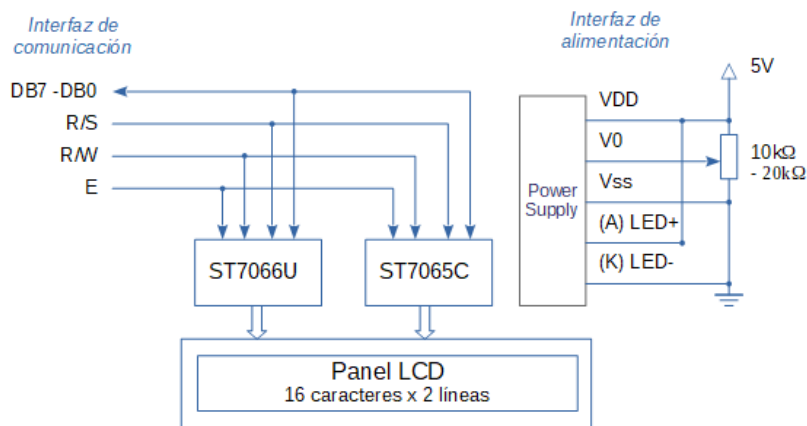 Interfaz de
comunicación
DB7 -DB0
R/S
R/W
E
ST7066U
ST7065C
Panel LCD
16 caracteres x 2 líneas
Interfaz de
alimentación
5V
VDD
V0
Vss
(A) LED+
(K) LED-
Power
Supply
10kΩ
- 20kΩ